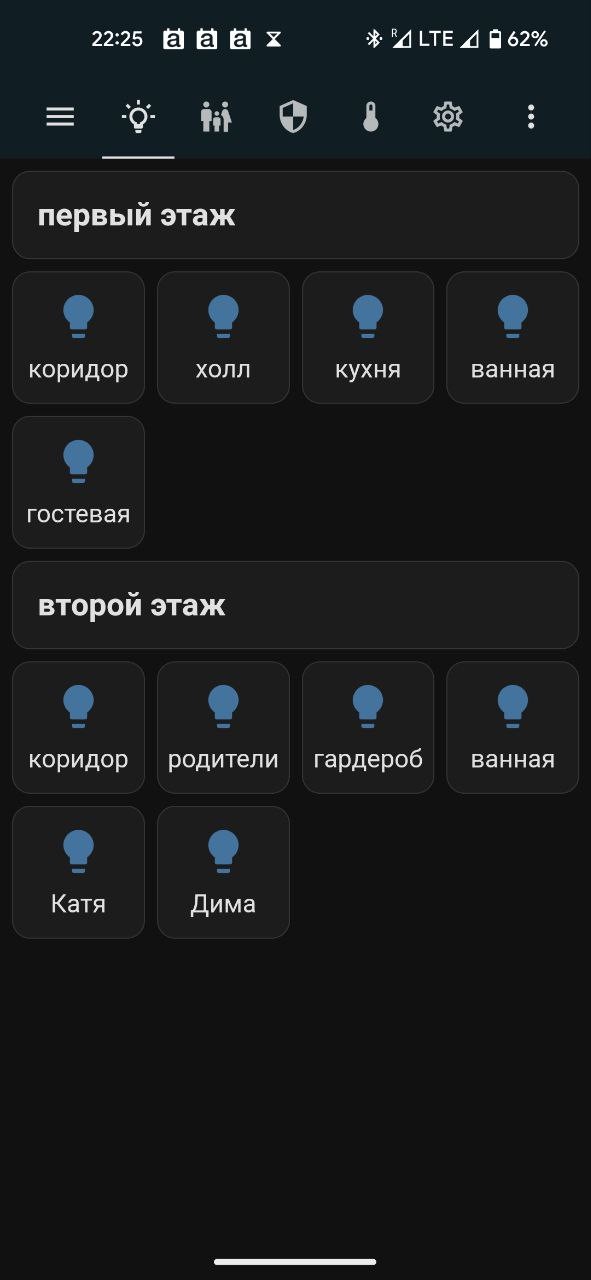 22:25 a a a R LTE 62%
первый этаж
коридор холл кухня ванная
гостевая
второй этаж
коридор родители гардероб ванная
Катя Дима